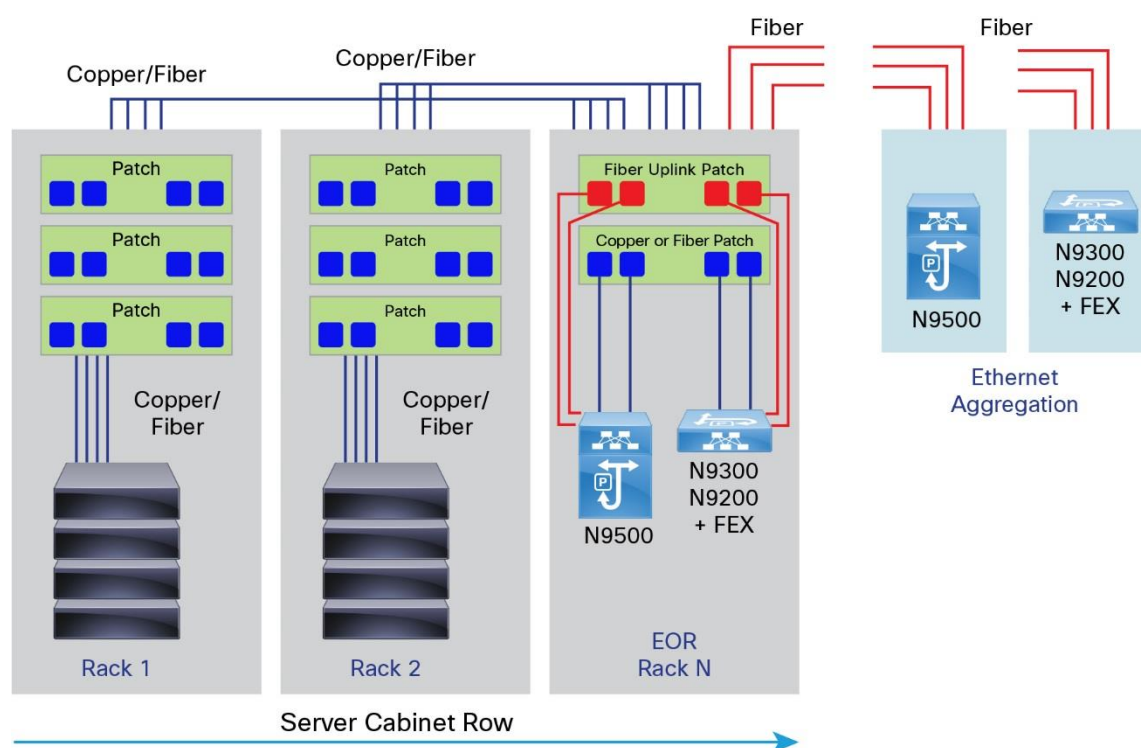 Fiber
Fiber
Copper/Fiber
Copper/Fiber
Patch
Patch
Patch
Copper/
Fiber
Rack 1
Patch
Patch
Patch
Copper/
Fiber
Rack 2
Fiber Uplink Patch
Copper or Fiber Patch
P
N9500
P
N9300
N9200
+ FEX
EOR
Rack N
P
N9500
N9300
N9200
+ FEX
Ethernet
Aggregation
Server Cabinet Row